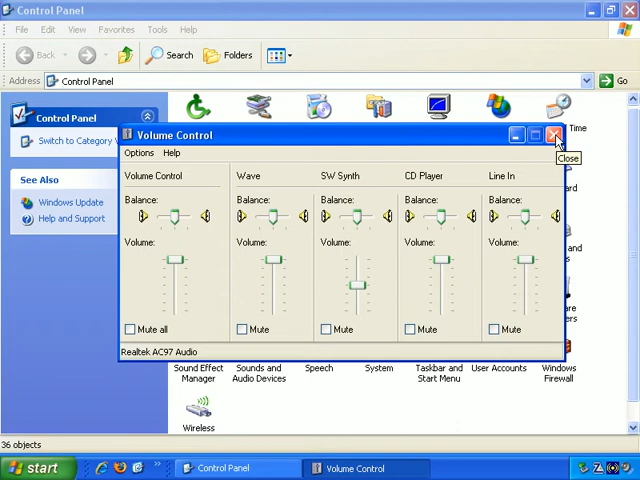 Control Panel
File Edit View Favorites Tools Help
Back Search Folders
Address Control Panel Go
Control Panel
Switch to Category V
See Also
Windows Update
Help and Support
Time
Volume Control
Close
Options Help
Volume Control Wave SW Synth CD Player Line In
Balance: Balance: Balance: Balance: Balance:
Volume: Volume: Volume: Volume: Volume:
Mute all Mute Mute Mute Mute
Realtek AC97 Audio
Sound Effect Manager
Sounds and Audio Devices
Speech
System
Taskbar and Start Menu
User Accounts
Windows Firewall
Wireless
36 objects
start Control Panel Volume Control